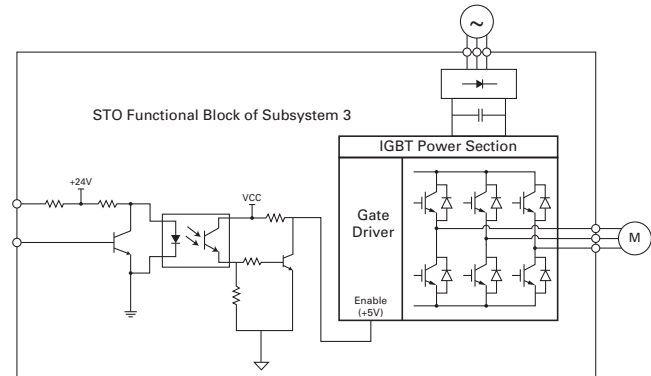 ~
STO Functional Block of Subsystem 3
IGBT Power Section
+24V
VCC
Gate
Driver
M
Enable
(+5V)